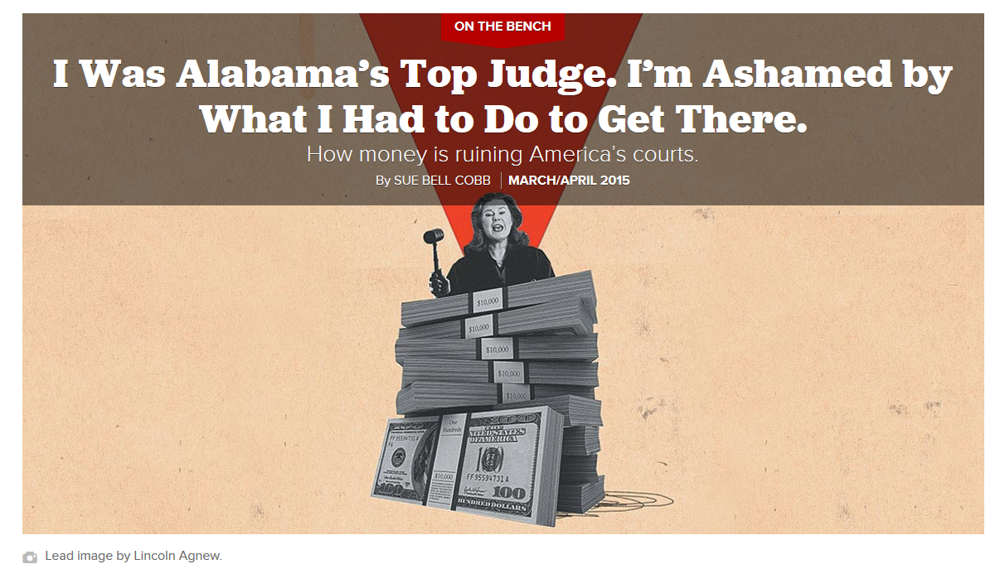 ON THE BENCH
I Was Alabama’s Top Judge. I’m Ashamed by
What I Had to Do to Get There.
How money is ruining America’s courts.
By SUE BELL COBB | MARCH/APRIL 2015
$10,000
$10,000
$10,000
$10,000
$10,000
One
Hundreds
100
THE
UNITED STATES
OF AMERICA
FF 95594731 A
F6
100
$10,000
FF 95594731 A
100
100
HUNDRED DOLLARS
Lead image by Lincoln Agnew.